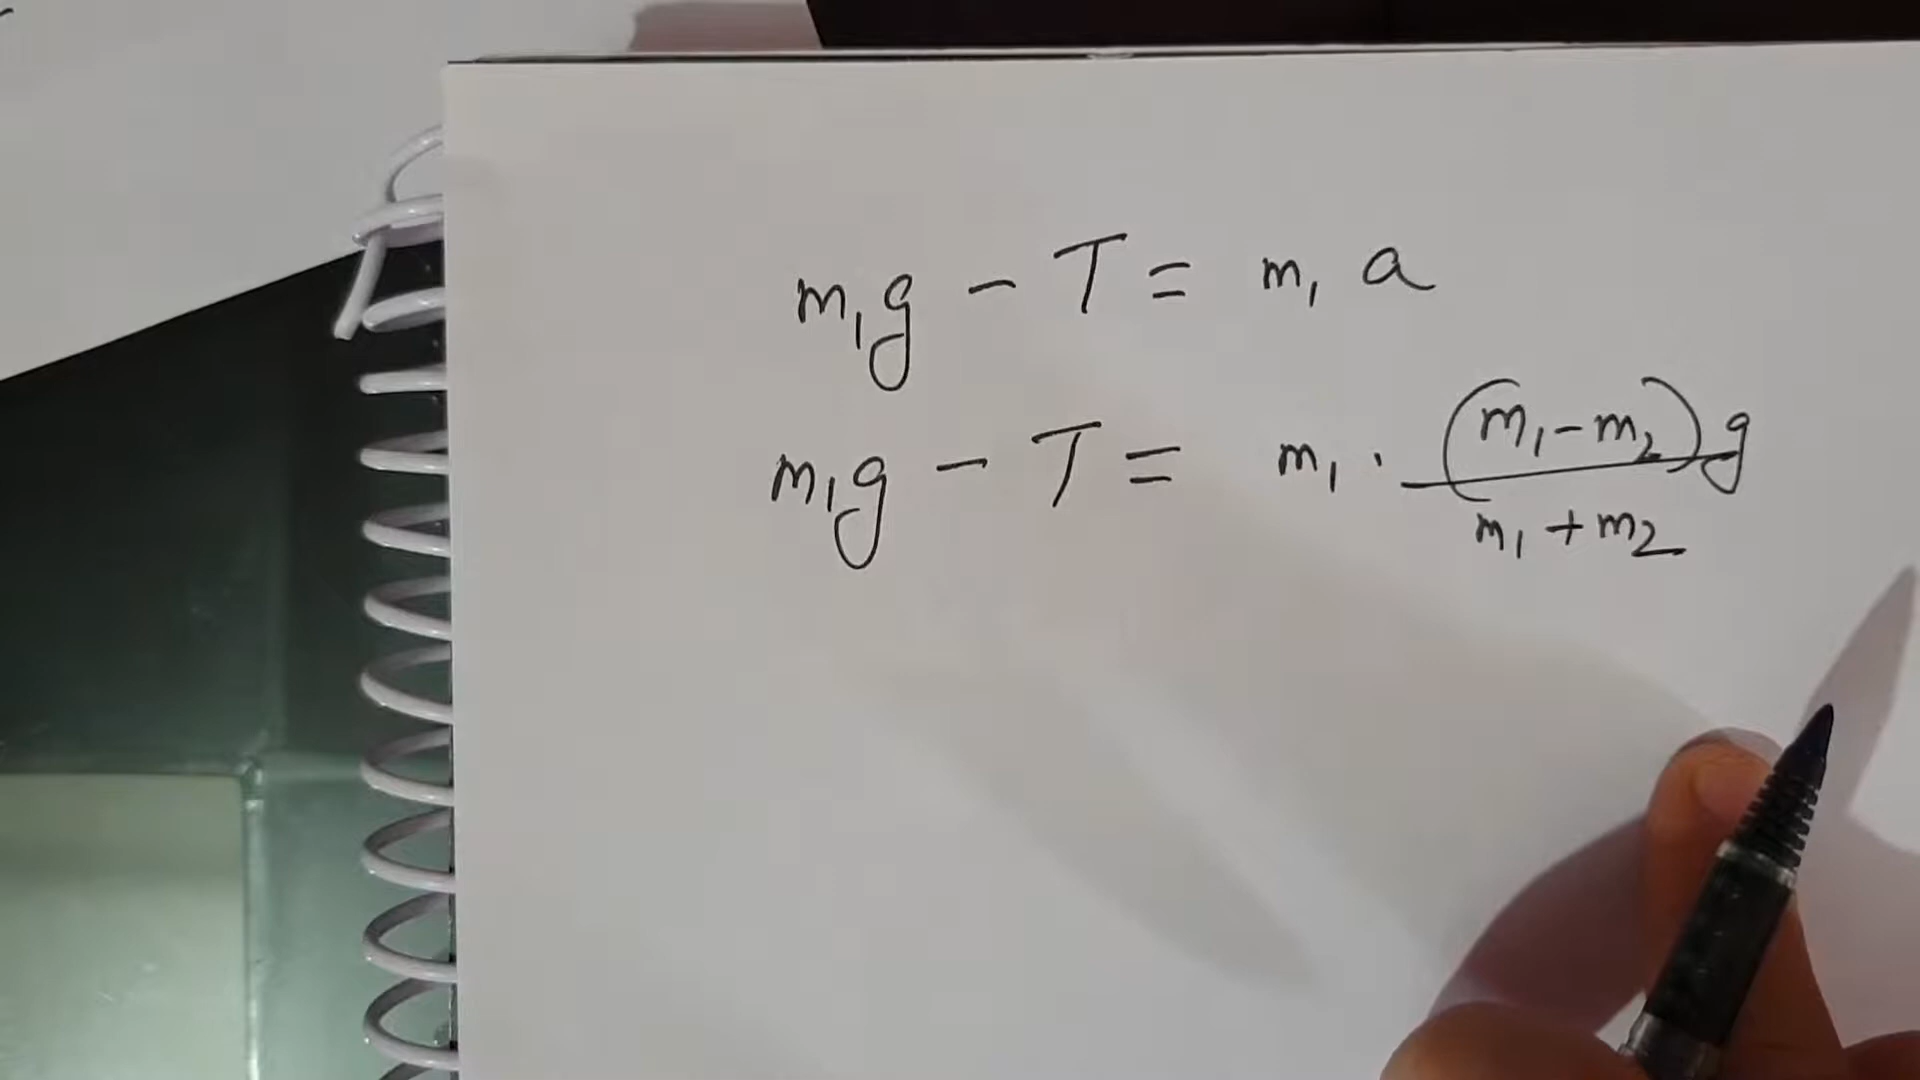 m₁g - T = m₁ a
m₁g - T = m₁ · (m₁-m₂)g / m₁+m₂